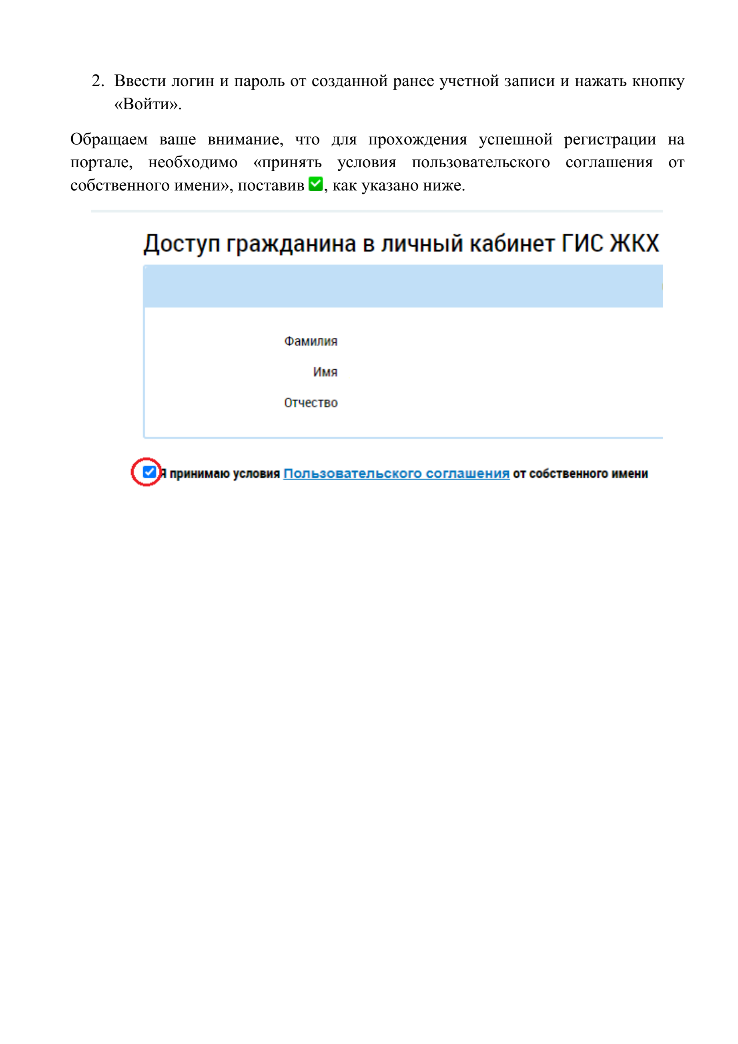 2. Ввести логин и пароль от созданной ранее учетной записи и нажать кнопку
«Войти».
Обращаем ваше внимание, что для прохождения успешной регистрации на
портале, необходимо «принять условия пользовательского соглашения от
собственного имени», поставив ✅, как указано ниже.
Доступ гражданина в личный кабинет ГИС ЖКХ
Фамилия
Имя
Отчество
Я принимаю условия Пользовательского соглашения от собственного имени